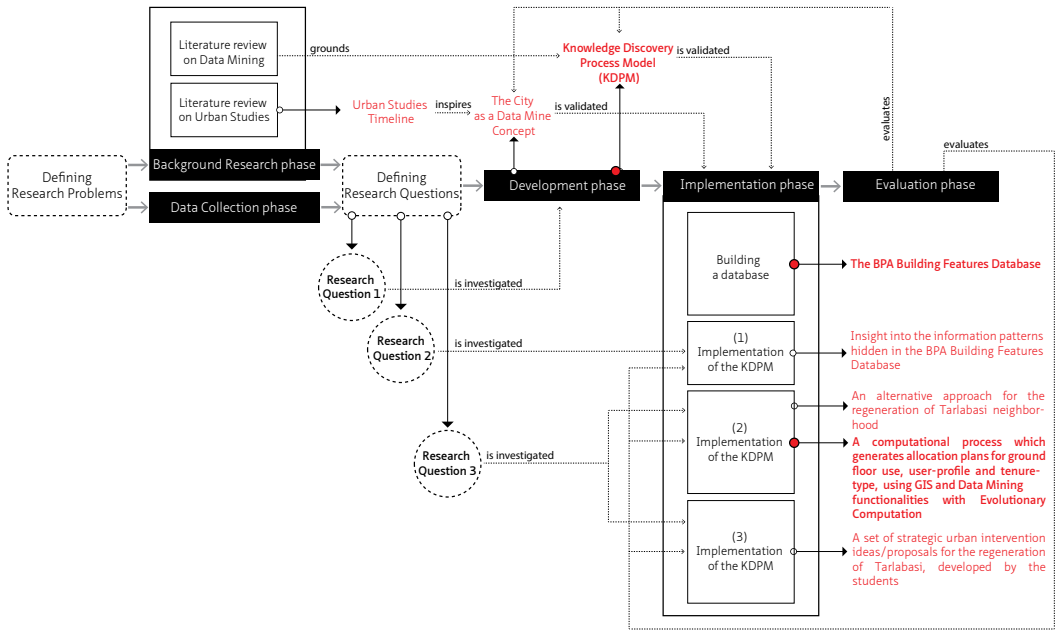 Literature review
on Data Mining
grounds
Knowledge Discovery
Process Model
(KDPM)
is validated
Literature review
on Urban Studies
Urban Studies
Timeline
inspires
The City
as a Data Mine
Concept
is validated
evaluates
evaluates
Defining
Research Problems
Background Research phase
Data Collection phase
Defining
Research Questions
Development phase
Implementation phase
Evaluation phase
Research
Question 1
is investigated
Building
a database
The BPA Building Features Database
Research
Question 2
is investigated
(1)
Implementation
of the KDPM
Insight into the information patterns
hidden in the BPA Building Features
Database
Research
Question 3
is investigated
(2)
Implementation
of the KDPM
An alternative approach for the
regeneration of Tarlabasi neighbor-
hood
A computational process which
generates allocation plans for ground
floor use, user-profile and tenure-
type, using GIS and Data Mining
functionalities with Evolutionary
Computation
(3)
Implementation
of the KDPM
A set of strategic urban intervention
ideas/proposals for the regeneration
of Tarlabasi, developed by the
students